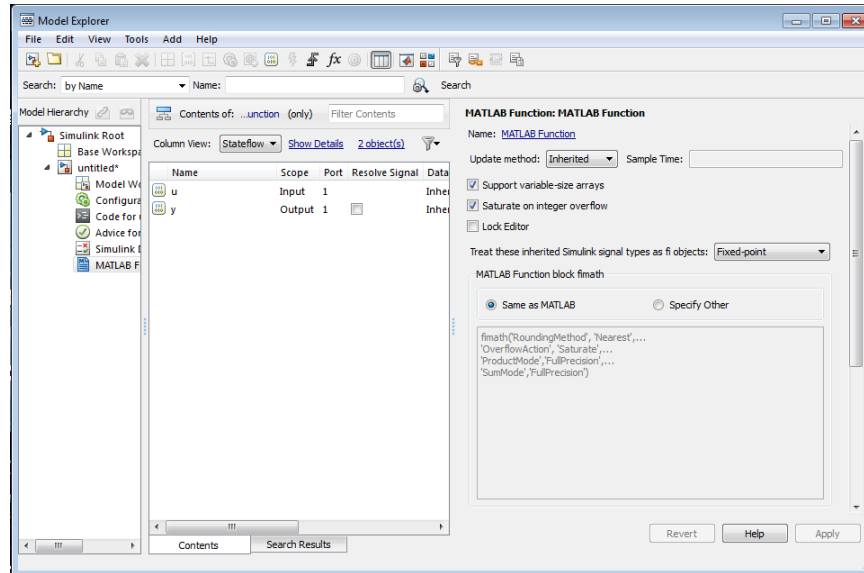 Model Explorer
File Edit View Tools Add Help
fx
Search: by Name Name: Search
Model Hierarchy
Simulink Root
Base Workspa
untitled*
Model Wo
Configura
Code for
Advice for
Simulink D
MATLAB F
Contents of: ...unction (only) Filter Contents
Column View: Stateflow Show Details 2 object(s)
Name Scope Port Resolve Signal Data
u Input 1 Inher
y Output 1 Inher
Contents Search Results
MATLAB Function: MATLAB Function
Name: MATLAB Function
Update method: Inherited Sample Time:
Support variable-size arrays
Saturate on integer overflow
Lock Editor
Treat these inherited Simulink signal types as fi objects: Fixed-point
MATLAB Function block fimath
Same as MATLAB Specify Other
fimath('RoundingMethod', 'Nearest',...
'OverflowAction', 'Saturate',...
'ProductMode','FullPrecision',...
'SumMode','FullPrecision')
Revert Help Apply